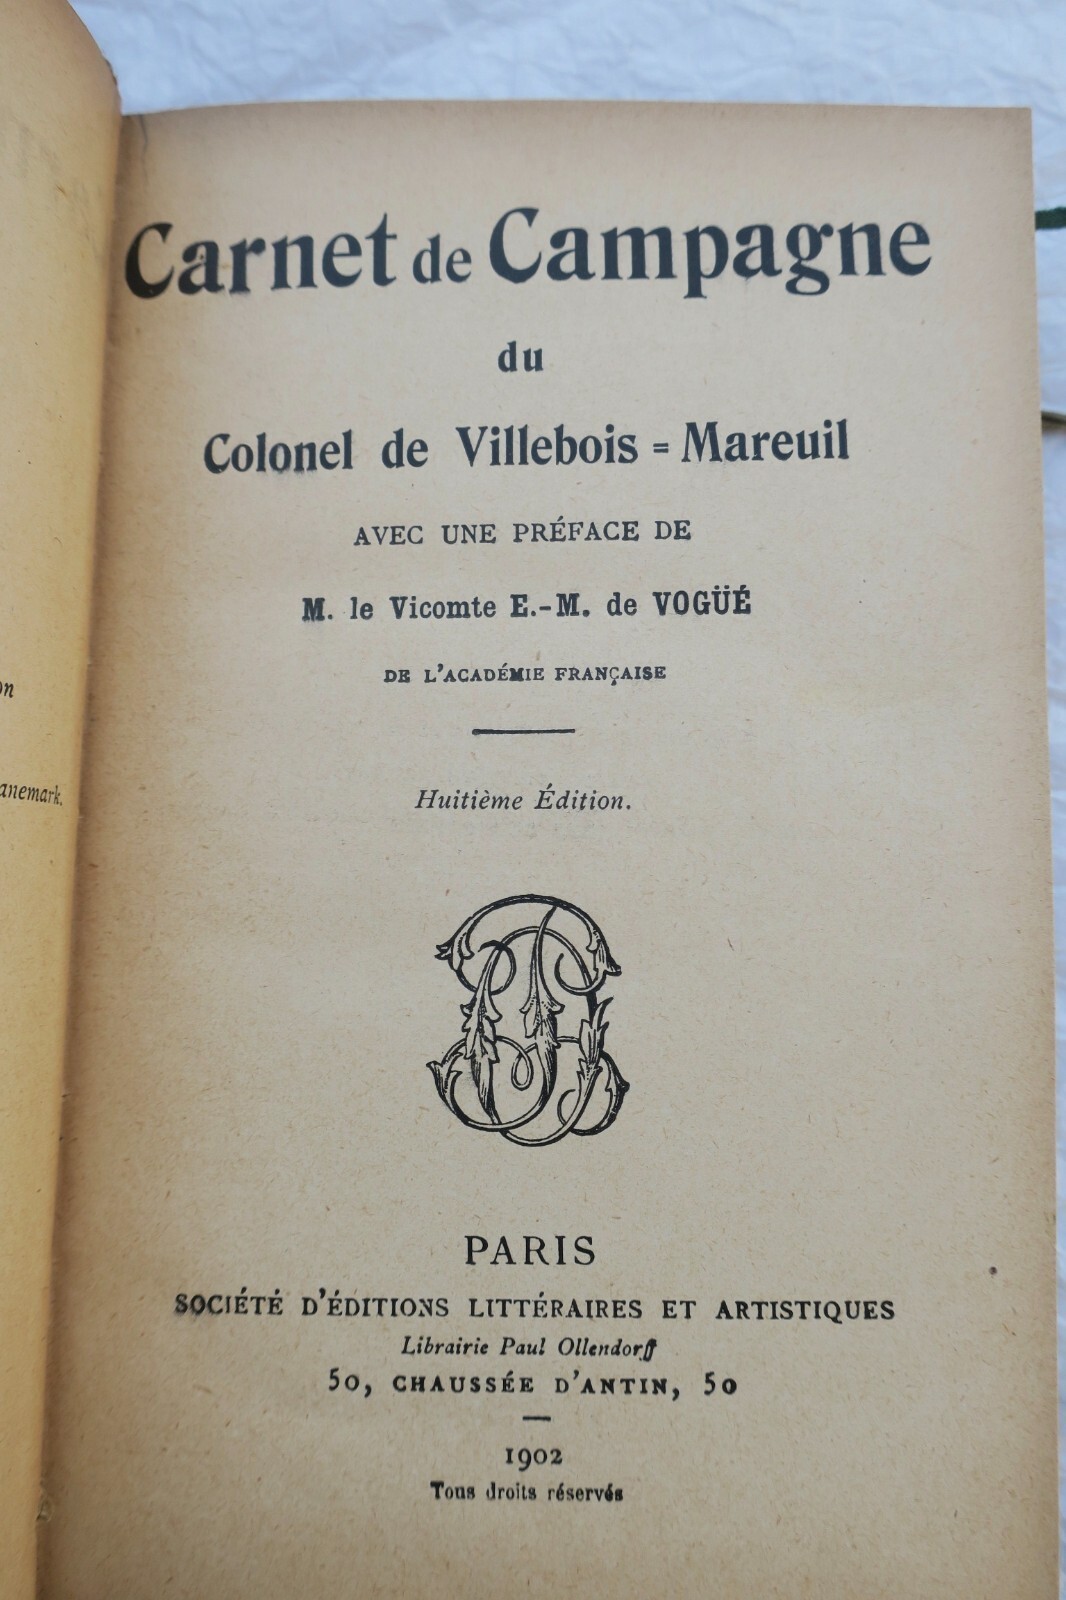 on
anemark.
Carnet de Campagne
du
Colonel de Villebois = Mareuil
AVEC UNE PRÉFACE DE
M. le Vicomte E.-M. de VOGÜÉ
DE L'ACADÉMIE FRANÇAISE
Huitième Édition.
PARIS
SOCIÉTÉ D'ÉDITIONS LITTÉRAIRES ET ARTISTIQUES
Librairie Paul Ollendorff
50, CHAUSSÉE D'ANTIN, 50
1902
Tous droits réservés